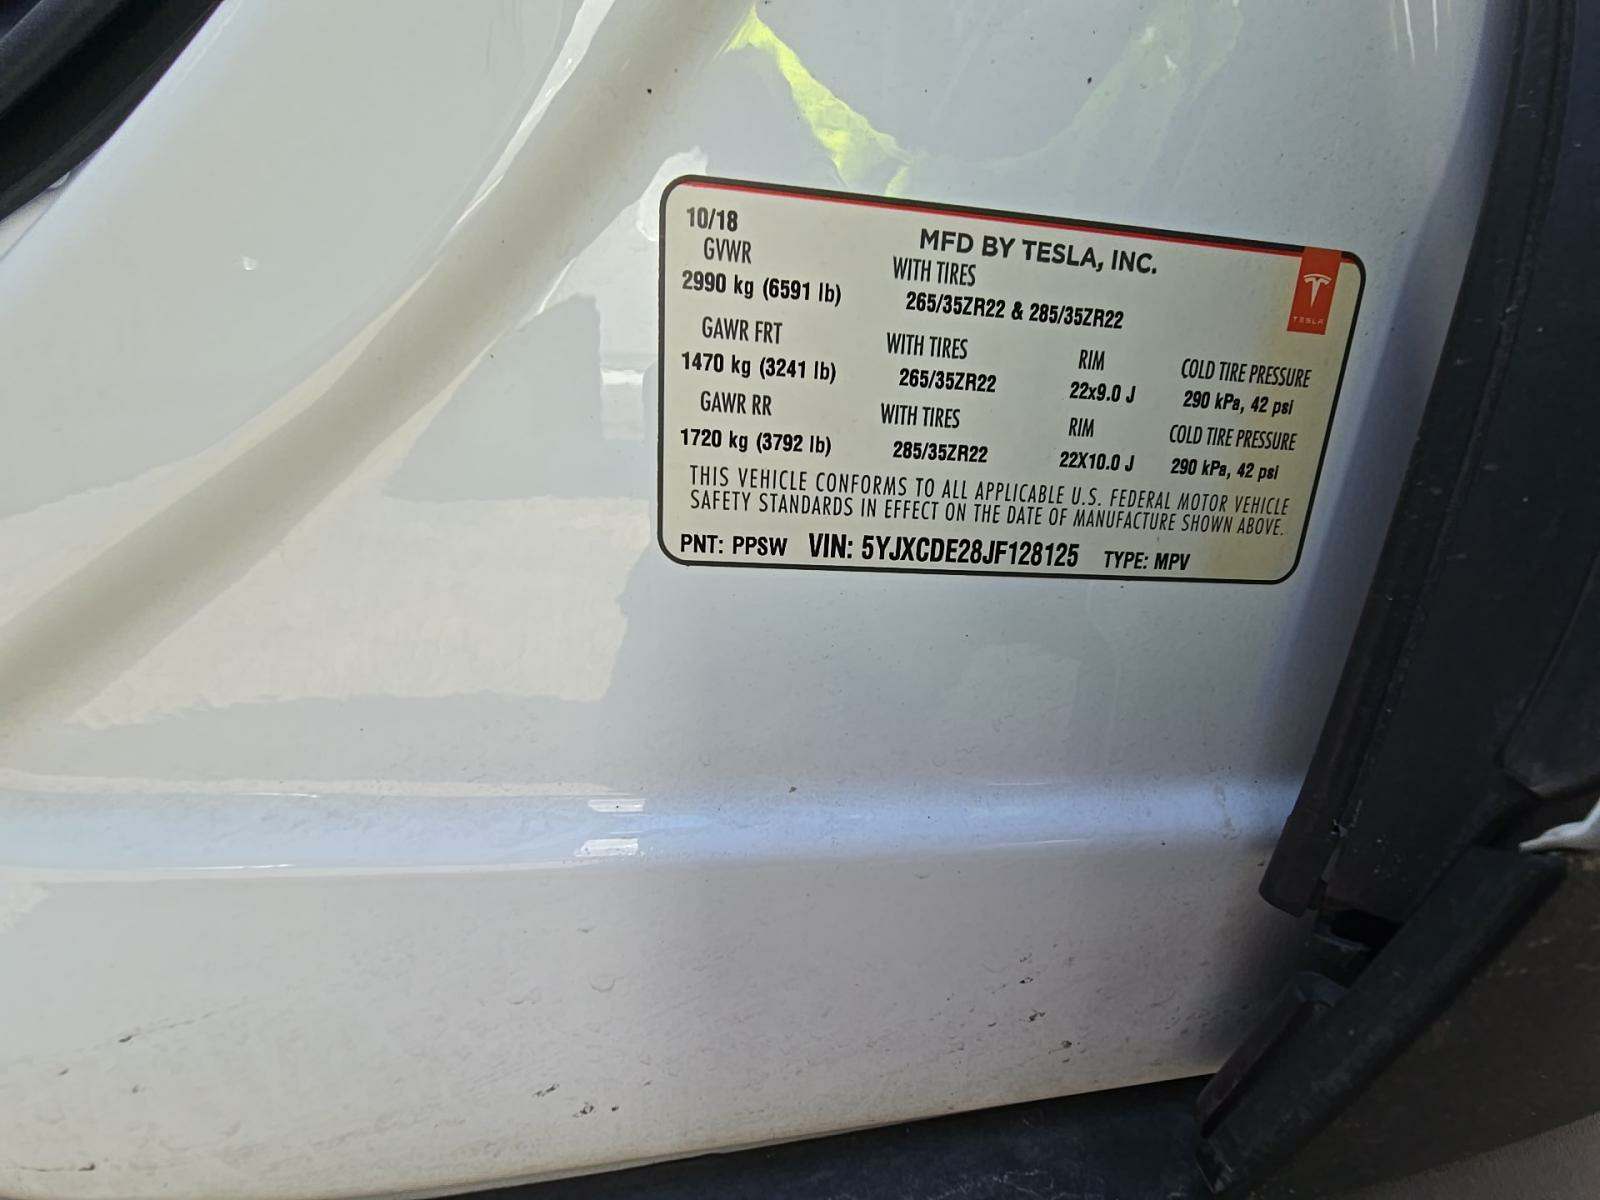 10/18
MFD BY TESLA, INC.
TESLA
GVWR WITH TIRES
2990 kg (6591 lb) 265/35ZR22 & 285/35ZR22
GAWR FRT WITH TIRES RIM COLD TIRE PRESSURE
1470 kg (3241 lb) 265/35ZR22 22x9.0 J 290 kPa, 42 psi
GAWR RR WITH TIRES RIM COLD TIRE PRESSURE
1720 kg (3792 lb) 285/35ZR22 22X10.0 J 290 kPa, 42 psi
THIS VEHICLE CONFORMS TO ALL APPLICABLE U.S. FEDERAL MOTOR VEHICLE
SAFETY STANDARDS IN EFFECT ON THE DATE OF MANUFACTURE SHOWN ABOVE.
PNT: PPSW VIN: 5YJXCDE28JF128125 TYPE: MPV